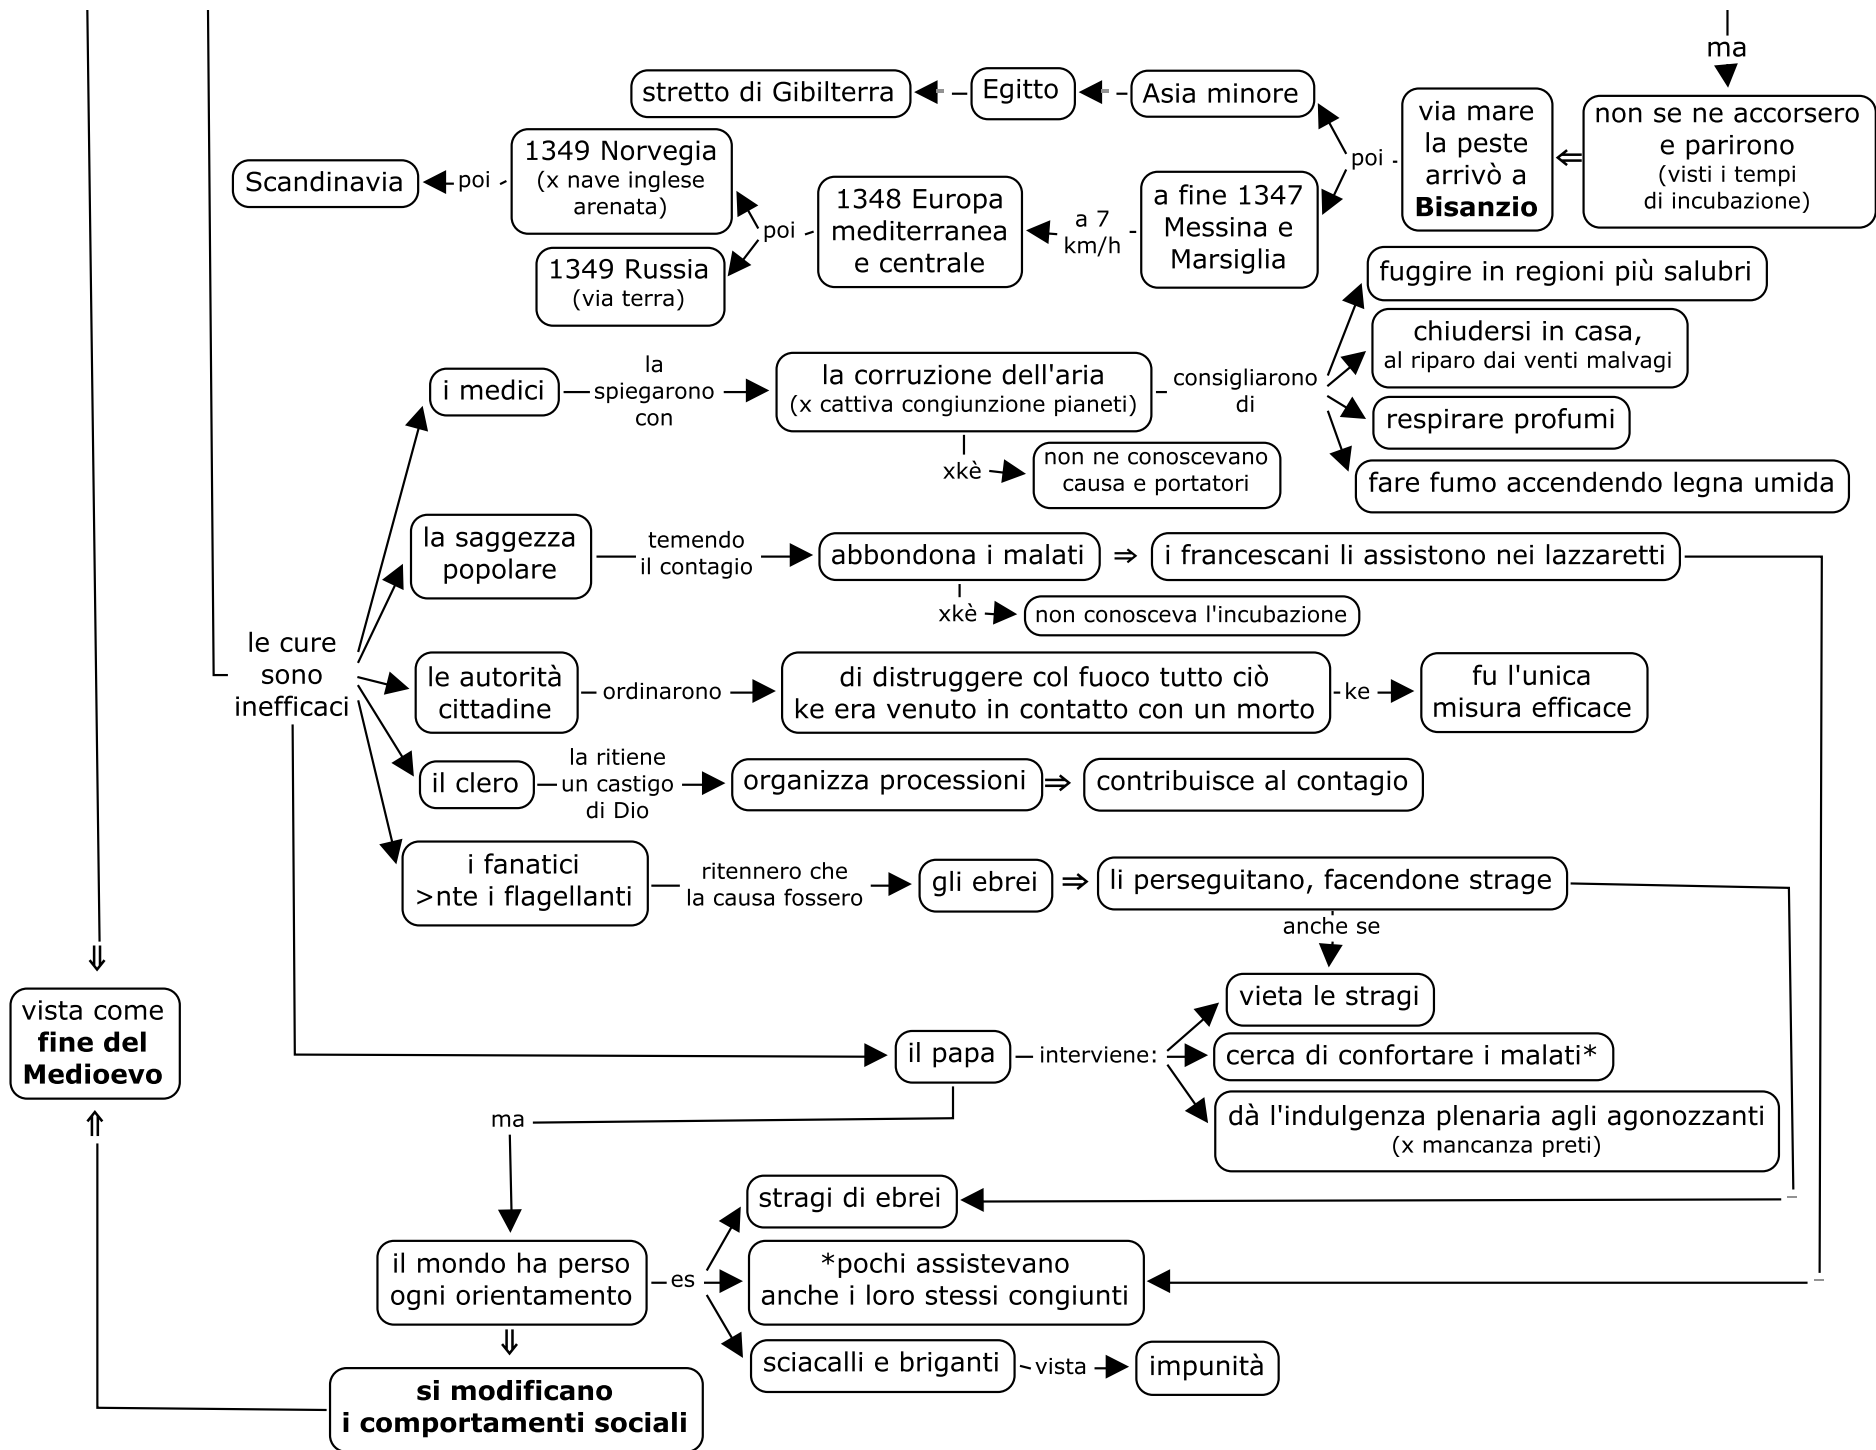 ma
non se ne accorsero
e parirono
(visti i tempi
di incubazione)
⇐
via mare
la peste
arrivò a
Bisanzio
poi
Asia minore
Egitto
stretto di Gibilterra
a fine 1347
Messina e
Marsiglia
a 7
km/h
1348 Europa
mediterranea
e centrale
poi
1349 Norvegia
(x nave inglese
arenata)
poi
Scandinavia
1349 Russia
(via terra)
le cure
sono
inefficaci
i medici
la
spiegarono
con
la corruzione dell'aria
(x cattiva congiunzione pianeti)
xkè
non ne conoscevano
causa e portatori
consigliarono
di
fuggire in regioni più salubri
chiudersi in casa,
al riparo dai venti malvagi
respirare profumi
fare fumo accendendo legna umida
la saggezza
popolare
temendo
il contagio
abbondona i malati
⇒
i francescani li assistono nei lazzaretti
xkè
non conosceva l'incubazione
le autorità
cittadine
ordinarono
di distruggere col fuoco tutto ciò
ke era venuto in contatto con un morto
ke
fu l'unica
misura efficace
il clero
la ritiene
un castigo
di Dio
organizza processioni
⇒
contribuisce al contagio
i fanatici
>nte i flagellanti
ritennero che
la causa fossero
gli ebrei
⇒
li perseguitano, facendone strage
anche se
vieta le stragi
il papa
interviene:
cerca di confortare i malati*
dà l'indulgenza plenaria agli agonozzanti
(x mancanza preti)
ma
il mondo ha perso
ogni orientamento
es
stragi di ebrei
*pochi assistevano
anche i loro stessi congiunti
sciacalli e briganti
vista
impunità
⇓
si modificano
i comportamenti sociali
⇓
vista come
fine del
Medioevo
⇑